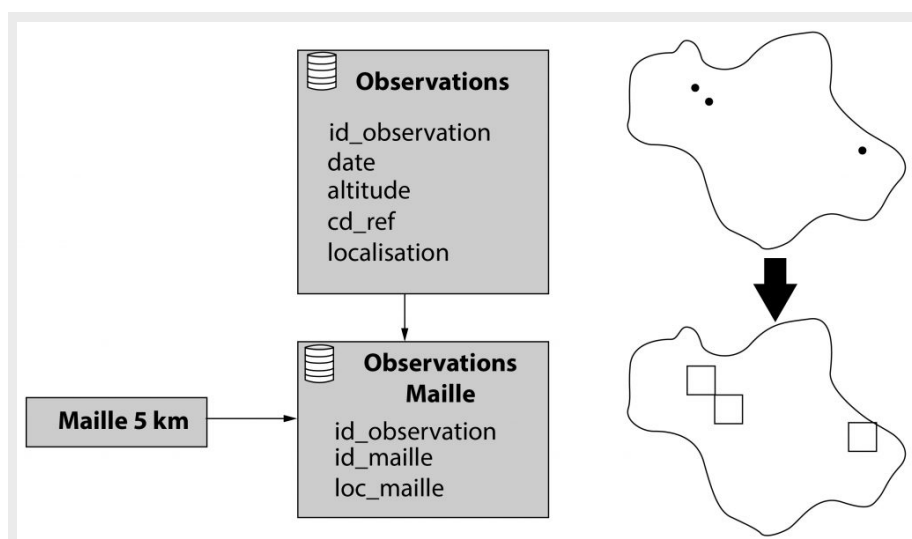 Observations
id_observation
date
altitude
cd_ref
localisation
Observations
Maille
id_observation
id_maille
loc_maille
Maille 5 km